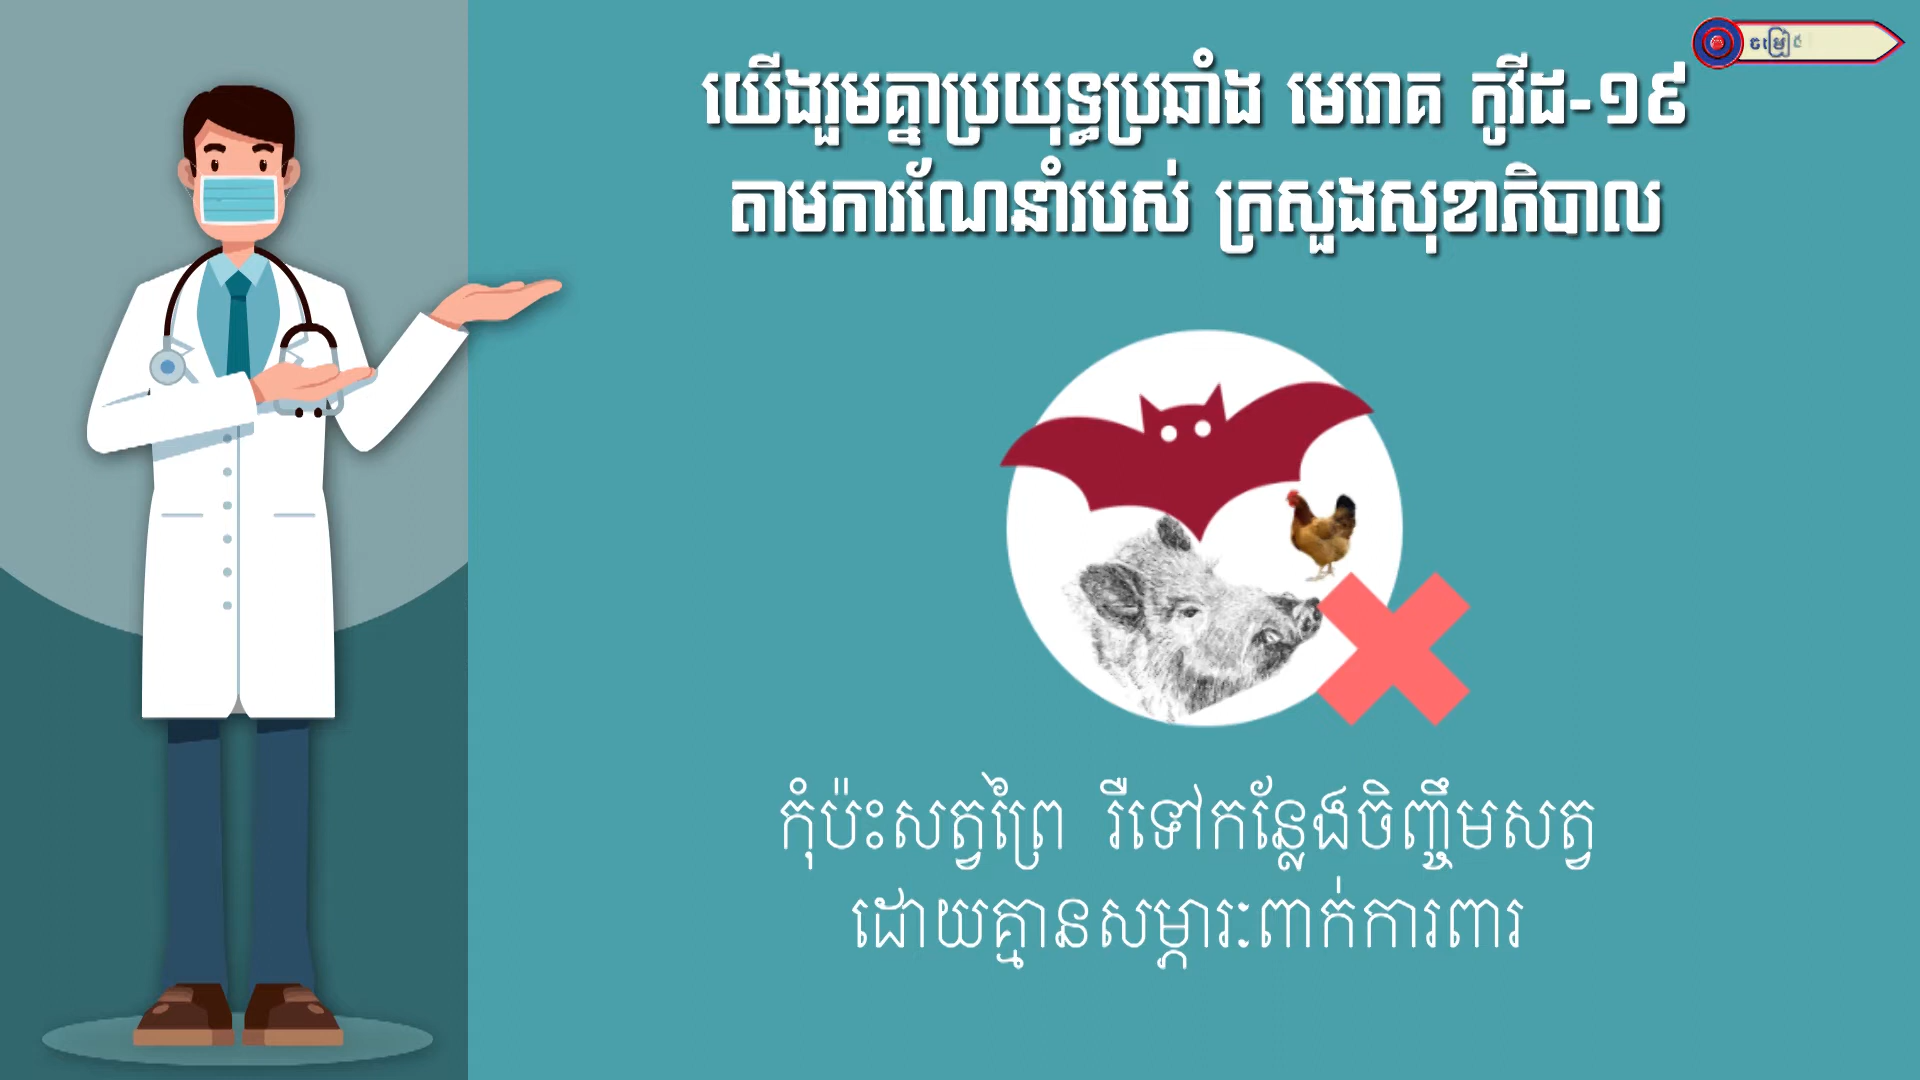 យើងរួមគ្នាប្រយុទ្ធប្រឆាំង មេរោគ កូវីដ-១៩
តាមការណែនាំរបស់ ក្រសួងសុខាភិបាល
កុំប៉ះសត្វព្រៃ រឺទៅកន្លែងចិញ្ចឹមសត្វ
ដោយគ្មានសម្ភារ:ពាក់ការពារ